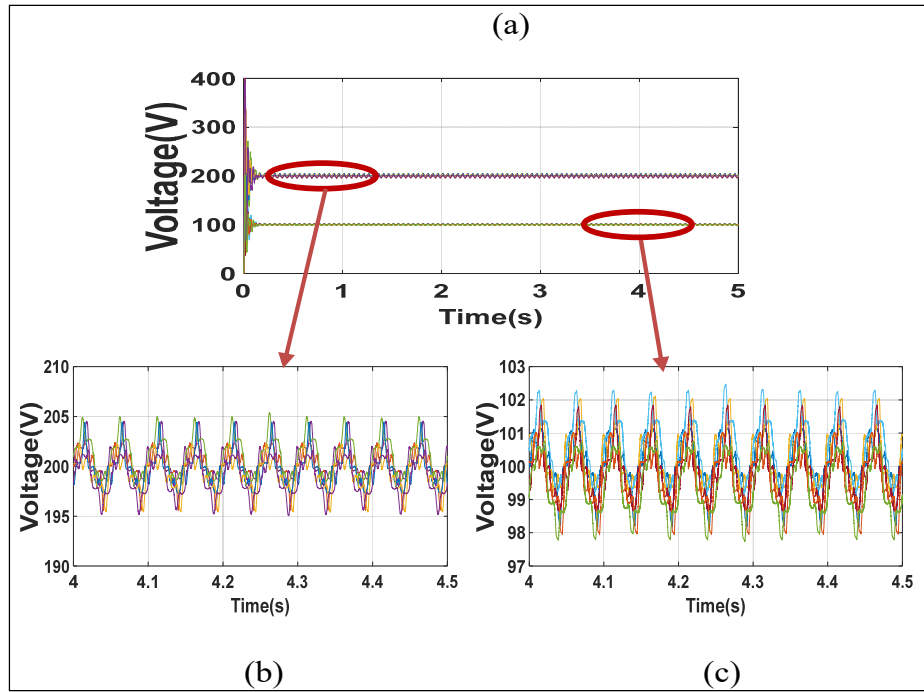 (a)
400
300
200
100
0
Voltage(V)
0 1 2 3 4 5
Time(s)
210
205
200
195
190
Voltage(V)
4 4.1 4.2 4.3 4.4 4.5
Time(s)
103
102
101
100
99
98
97
Voltage(V)
4 4.1 4.2 4.3 4.4 4.5
Time(s)
(b) (c)